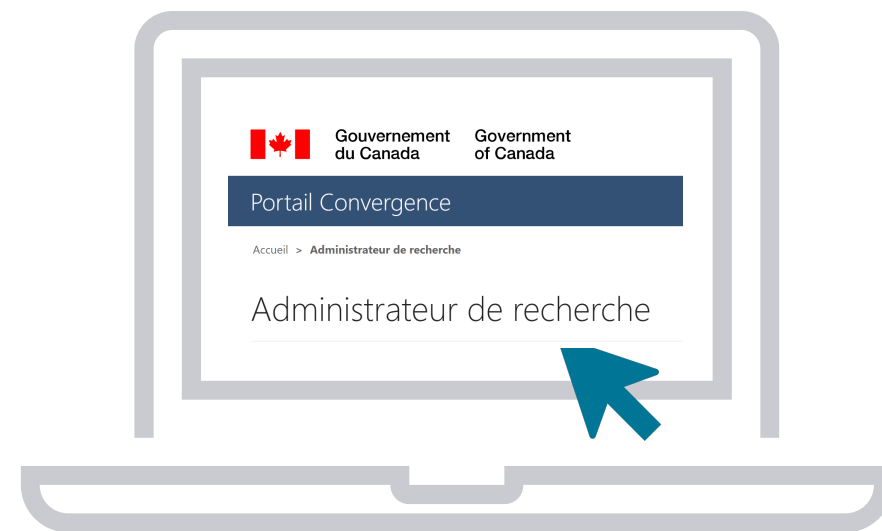 Gouvernement du Canada
Government of Canada
Portail Convergence
Accueil > Administrateur de recherche
Administrateur de recherche